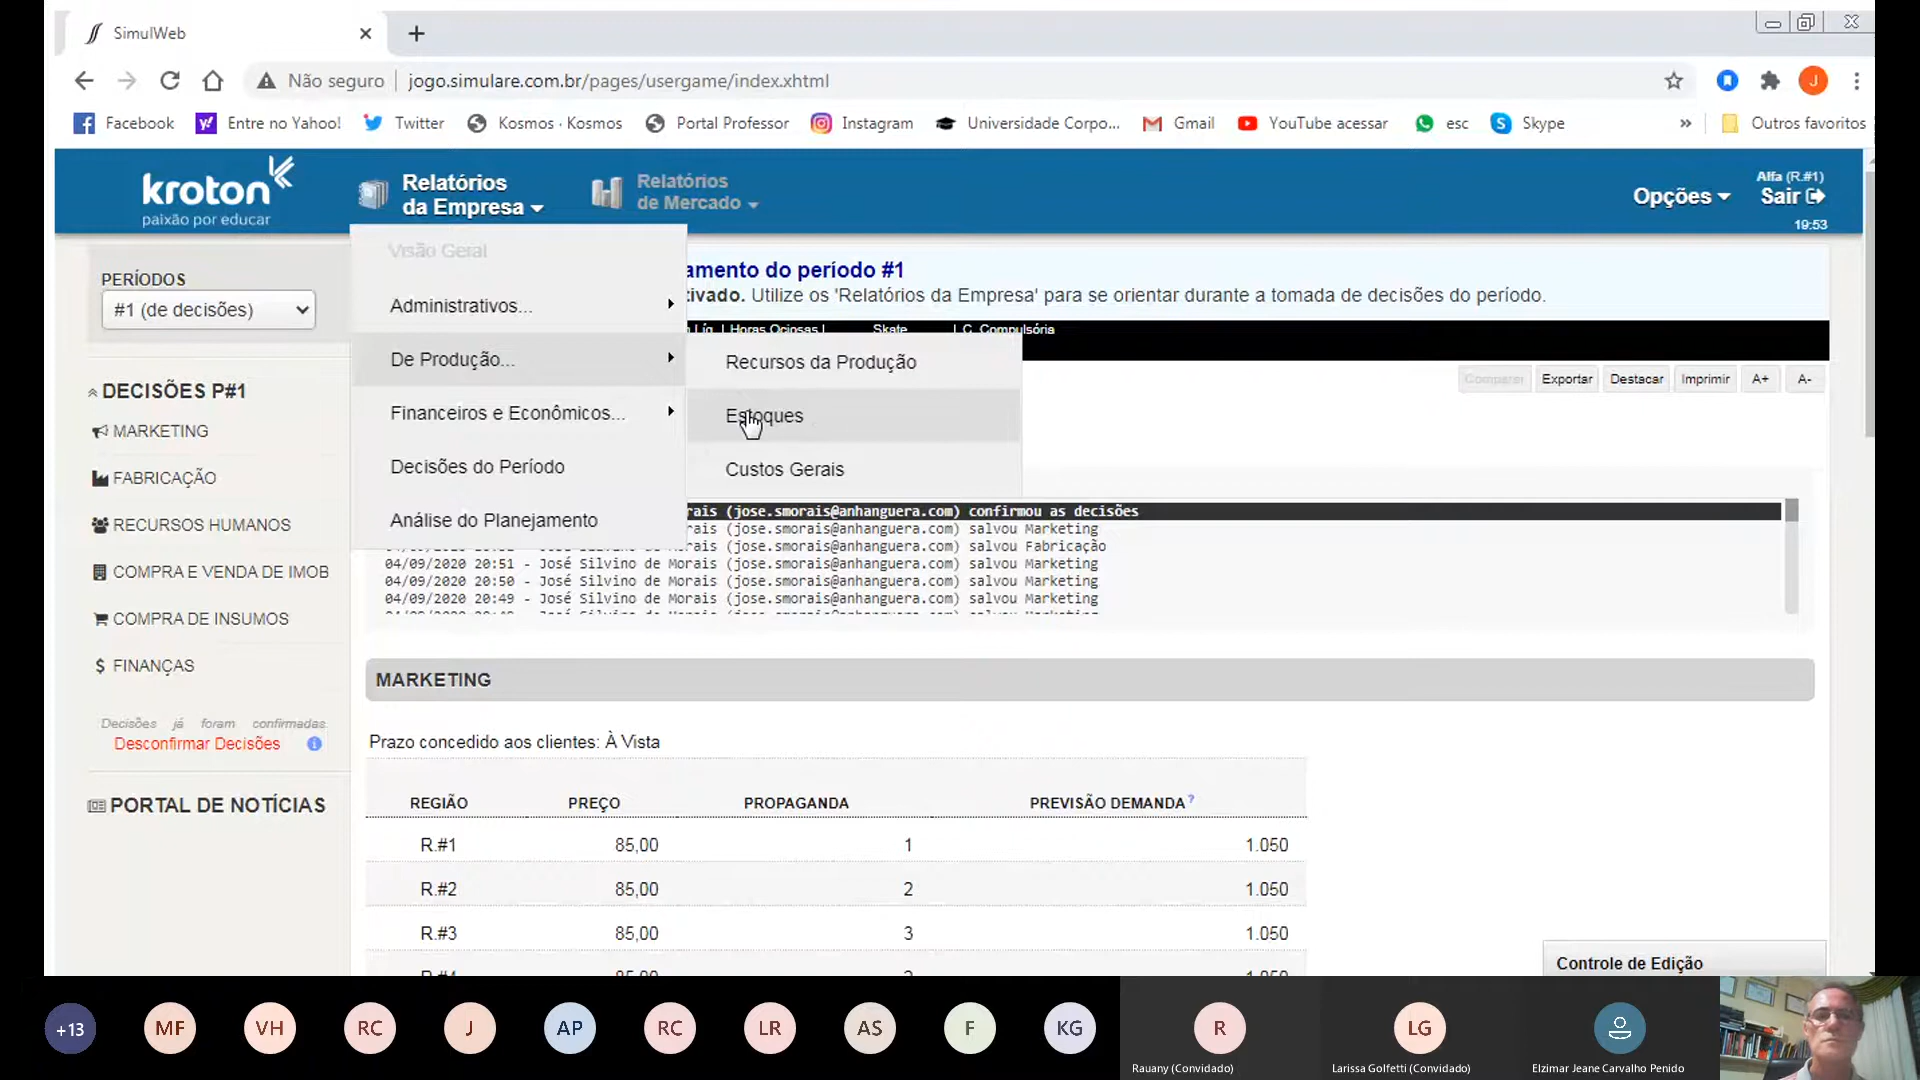 SimulWeb
Não seguro
jogo.simulare.com.br/pages/usergame/index.xhtml
J
Facebook
Entre no Yahoo!
Twitter
Kosmos · Kosmos
Portal Professor
Instagram
Universidade Corpo...
Gmail
YouTube acessar
esc
Skype
»
Outros favoritos
kroton
paixão por educar
Relatórios
da Empresa
Relatórios
de Mercado
Opções
Alfa (R.#1)
Sair
19:53
PERÍODOS
#1 (de decisões)
DECISÕES P#1
MARKETING
FABRICAÇÃO
RECURSOS HUMANOS
COMPRA E VENDA DE IMOB
COMPRA DE INSUMOS
$ FINANÇAS
Decisões já foram confirmadas.
Desconfirmar Decisões
PORTAL DE NOTÍCIAS
Visão Geral
Administrativos...
De Produção...
Financeiros e Econômicos...
Decisões do Período
Análise do Planejamento
Recursos da Produção
Estoques
Custos Gerais
amento do período #1
tivado. Utilize os 'Relatórios da Empresa' para se orientar durante a tomada de decisões do período.
Líq | Horas Ociosas | Skate | C. Compulsória
Comparar
Exportar
Destacar
Imprimir
A+
A-
rais (jose.smorais@anhanguera.com) confirmou as decisões
rais (jose.smorais@anhanguera.com) salvou Marketing
rais (jose.smorais@anhanguera.com) salvou Fabricação
04/09/2020 20:51 - José Silvino de Morais (jose.smorais@anhanguera.com) salvou Marketing
04/09/2020 20:50 - José Silvino de Morais (jose.smorais@anhanguera.com) salvou Marketing
04/09/2020 20:49 - José Silvino de Morais (jose.smorais@anhanguera.com) salvou Marketing
MARKETING
Prazo concedido aos clientes: À Vista
REGIÃO PREÇO PROPAGANDA PREVISÃO DEMANDA ?
R.#1 85,00 1 1.050
R.#2 85,00 2 1.050
R.#3 85,00 3 1.050
Controle de Edição
+13
MF
VH
RC
J
AP
RC
LR
AS
F
KG
R
LG
Rauany (Convidado)
Larissa Golfetti (Convidado)
Elzimar Jeane Carvalho Penido